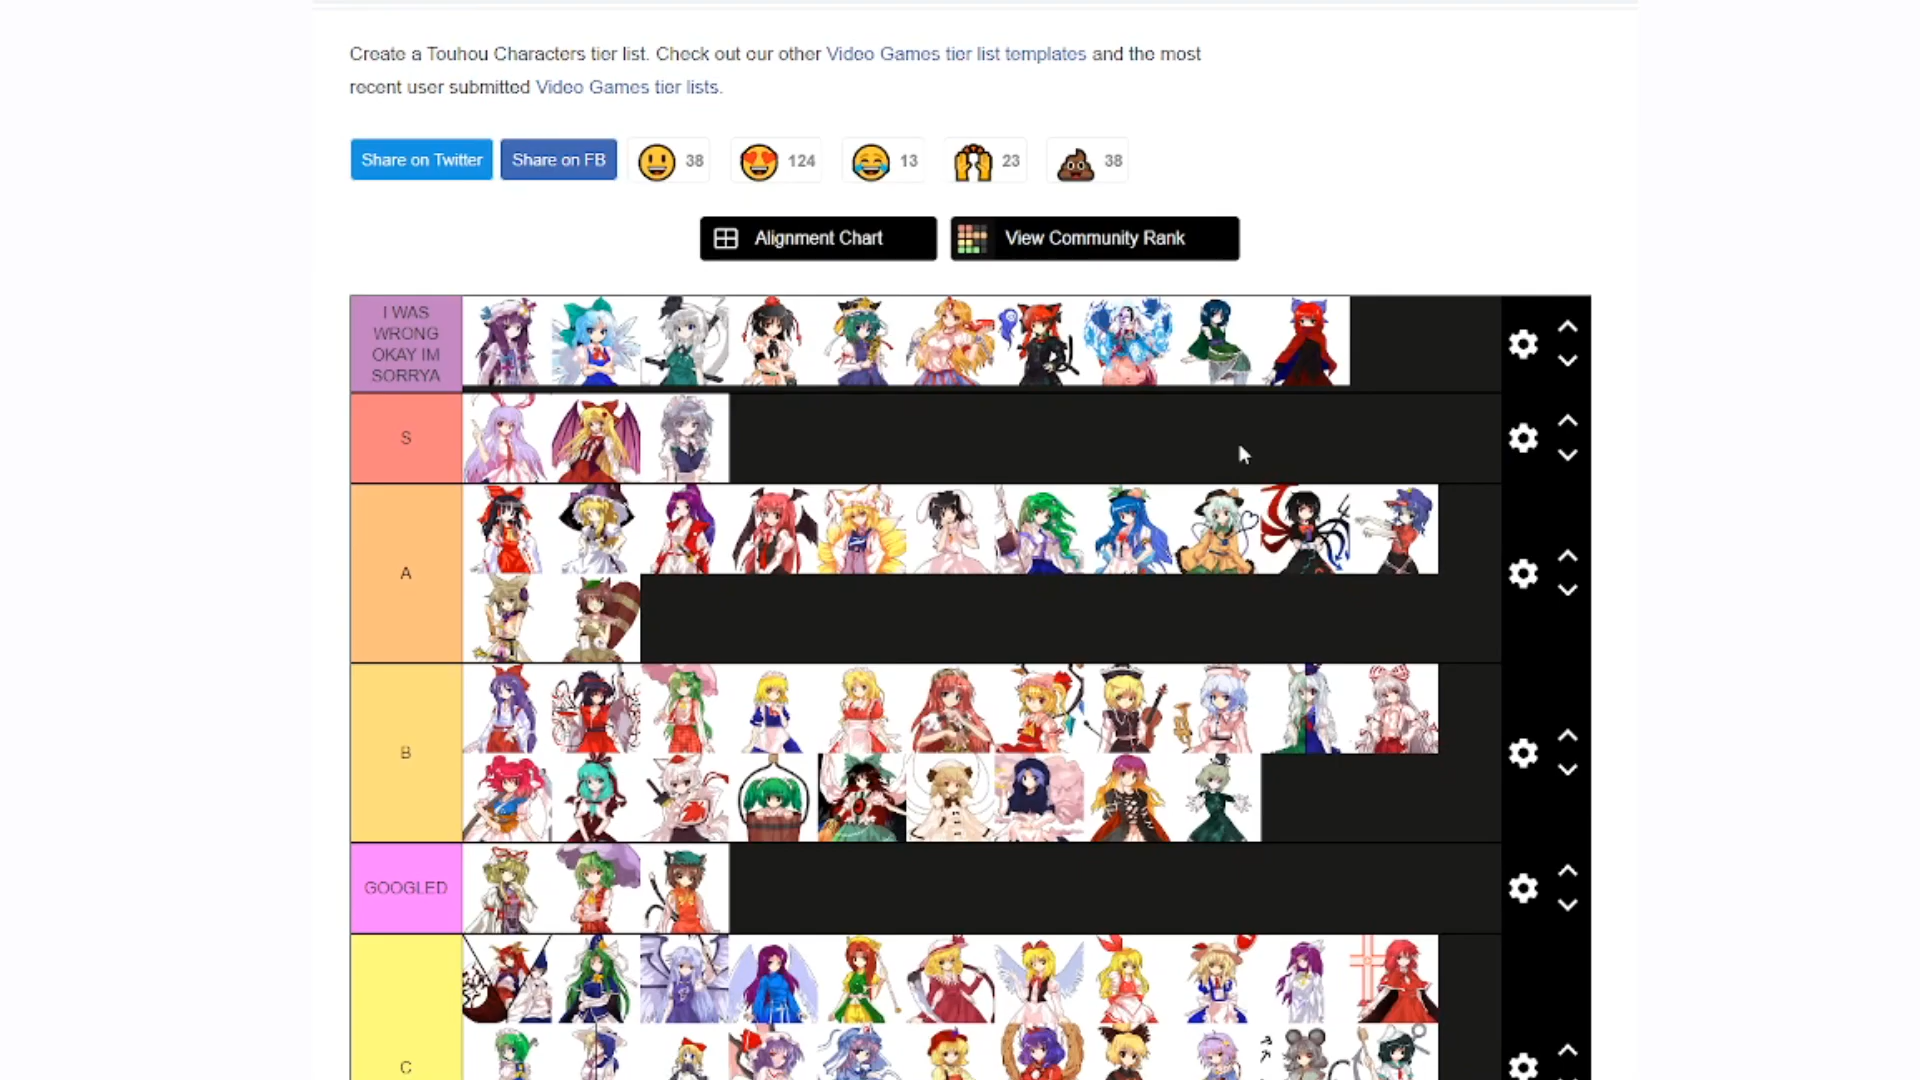 Create a Touhou Characters tier list. Check out our other Video Games tier list templates and the most
recent user submitted Video Games tier lists.
Share on Twitter Share on FB 38 124 13 23 38
Alignment Chart View Community Rank
I WAS
WRONG
OKAY IM
SORRYA
S
A
B
GOOGLED
C